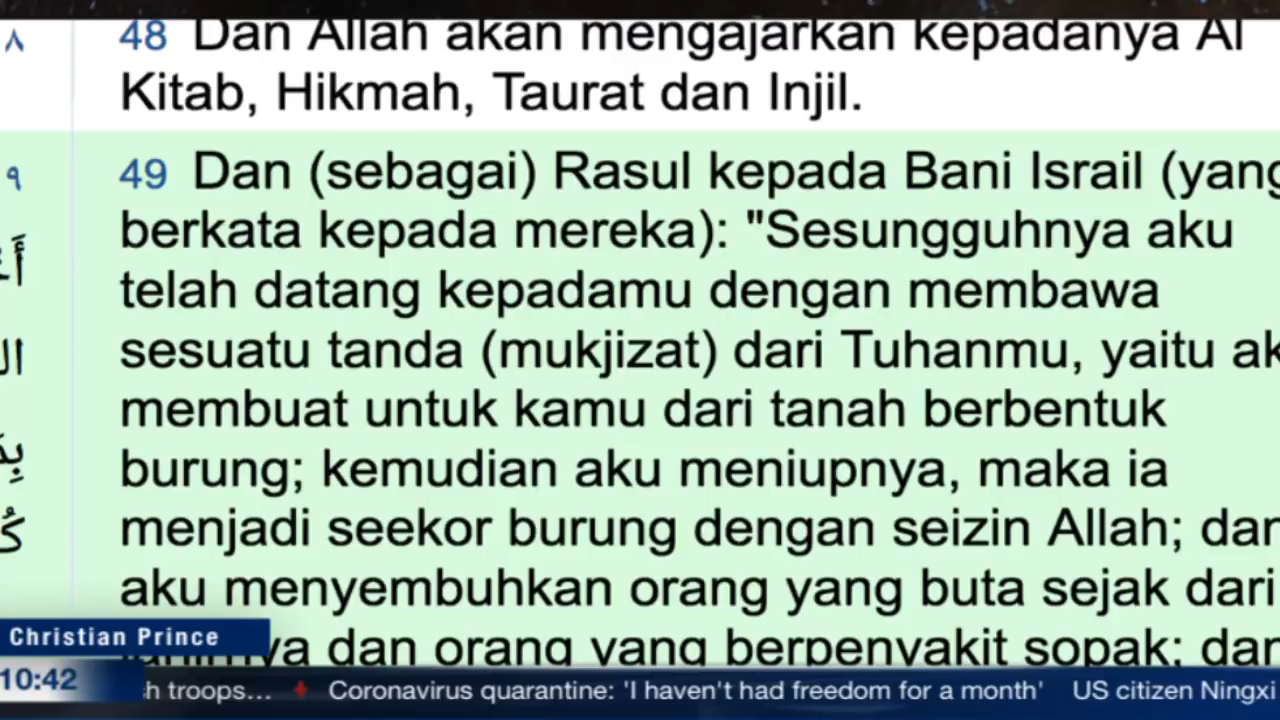 ٨
48 Dan Allah akan mengajarkan kepadanya Al
Kitab, Hikmah, Taurat dan Injil.
٩
49 Dan (sebagai) Rasul kepada Bani Israil (yang
berkata kepada mereka): "Sesungguhnya aku
telah datang kepadamu dengan membawa
sesuatu tanda (mukjizat) dari Tuhanmu, yaitu ak
membuat untuk kamu dari tanah berbentuk
burung; kemudian aku meniupnya, maka ia
menjadi seekor burung dengan seizin Allah; dan
aku menyembuhkan orang yang buta sejak dari
dan orang yang berpenyakit sopak; dan
Christian Prince
10:42
h troops... Coronavirus quarantine: 'I haven't had freedom for a month' US citizen Ningxi